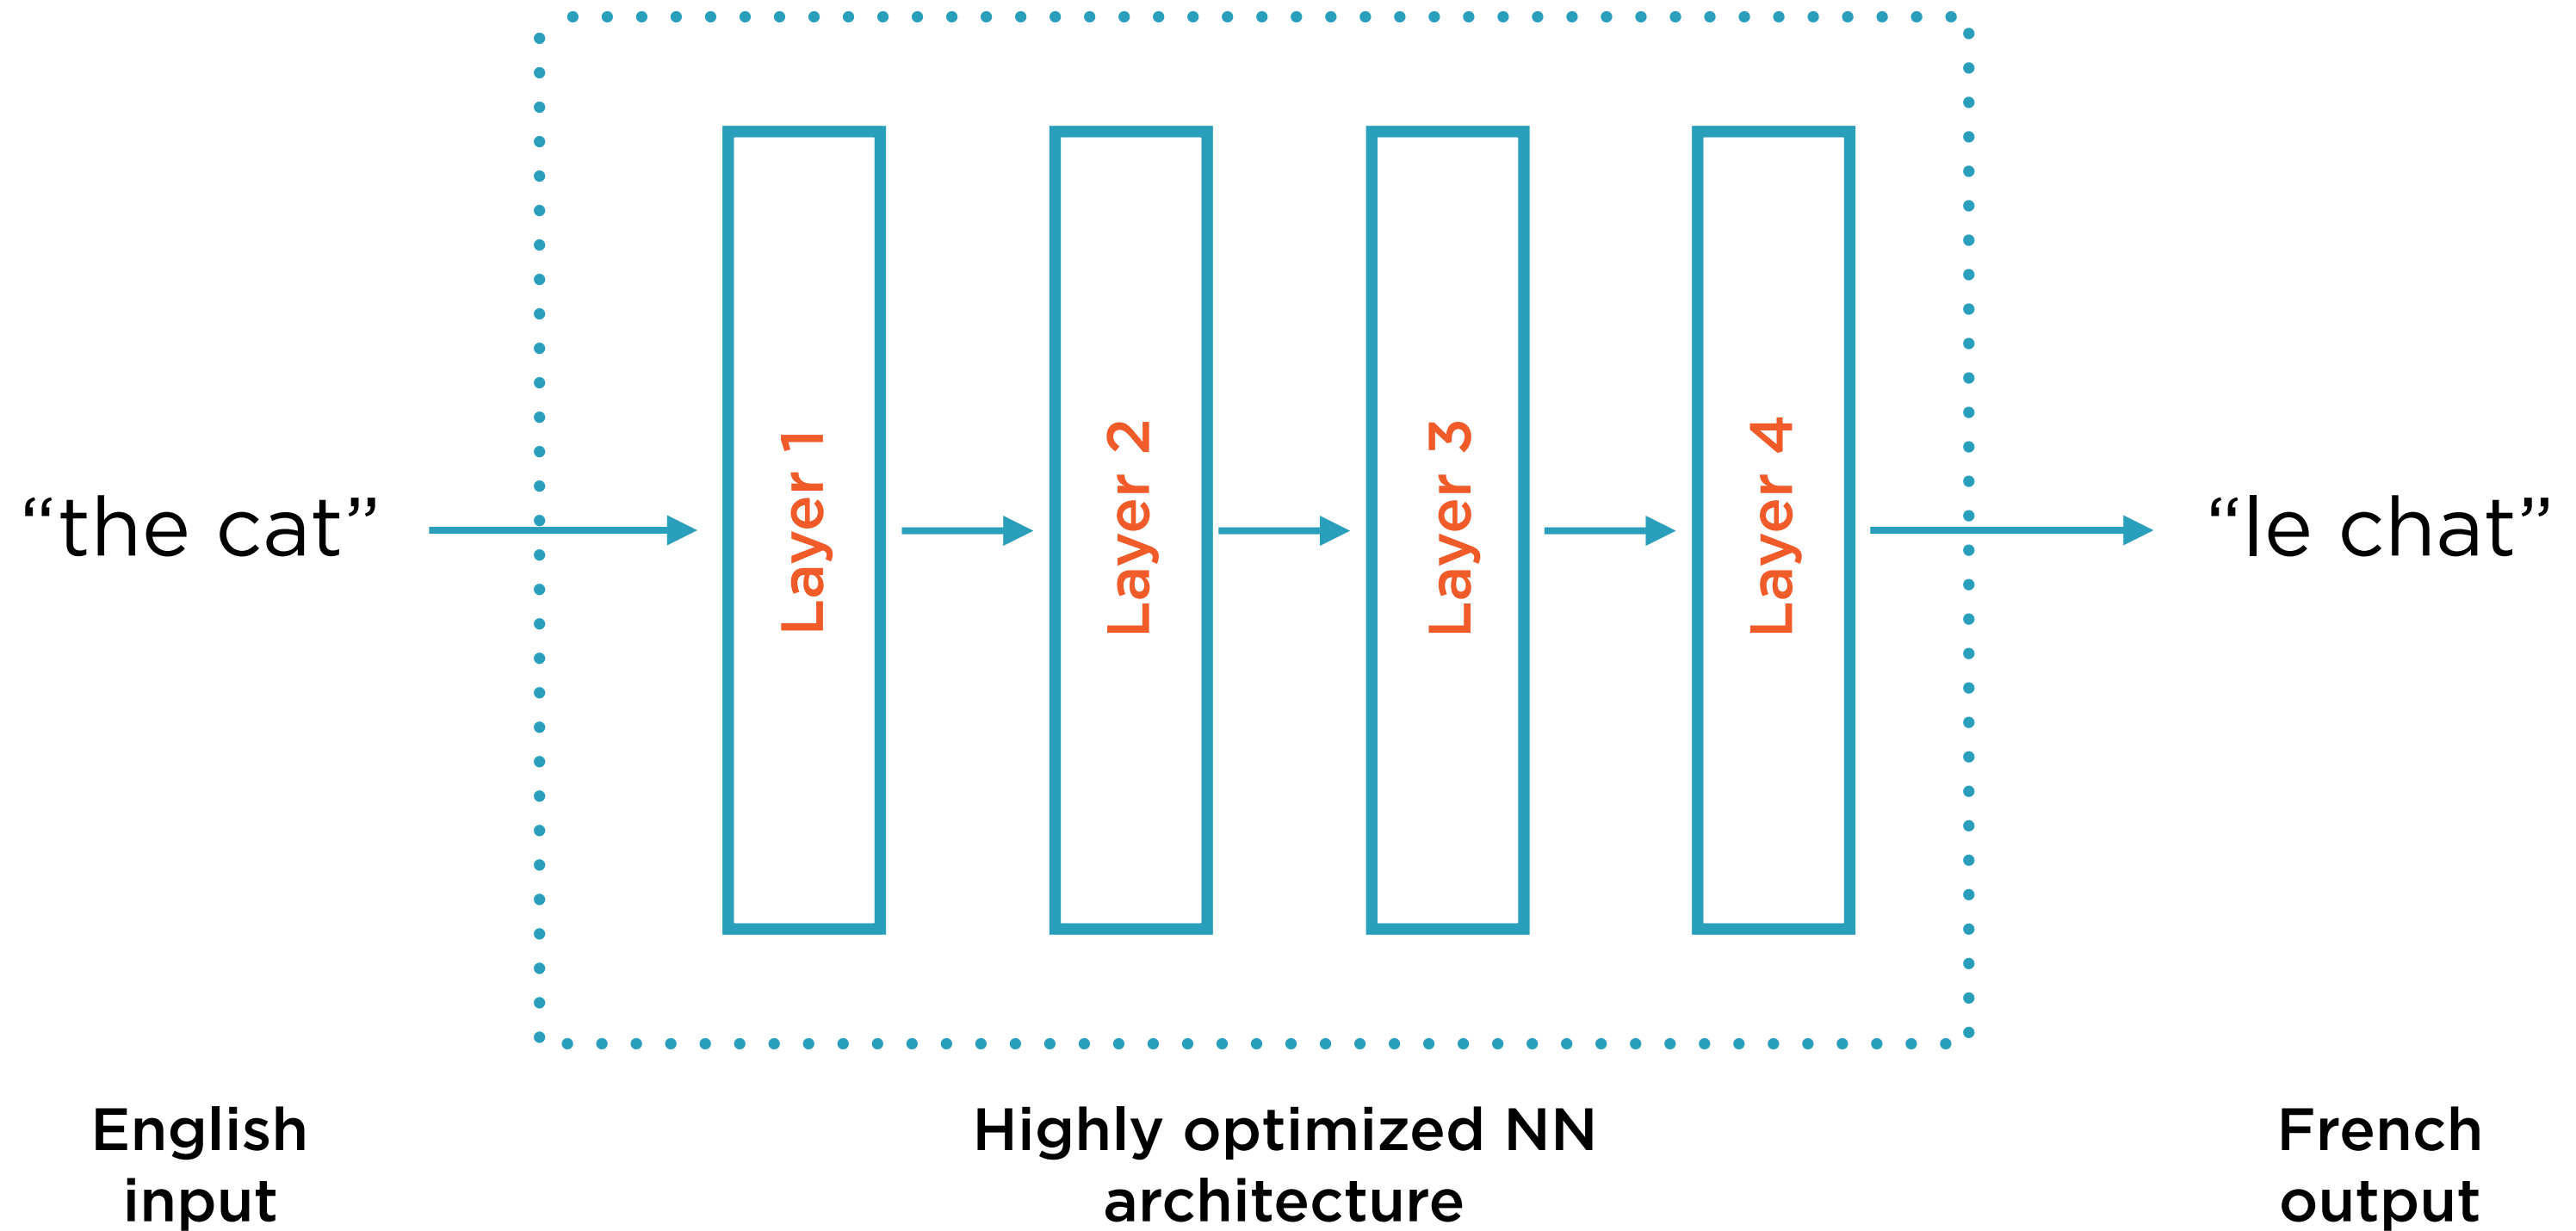 “the cat”
Layer 1
Layer 2
Layer 3
Layer 4
“le chat”
English
input
Highly optimized NN
architecture
French
output